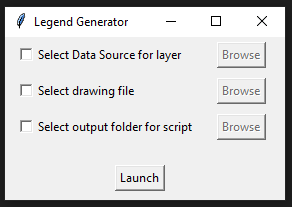 Legend Generator
Select Data Source for layer Browse
Select drawing file Browse
Select output folder for script Browse
Launch